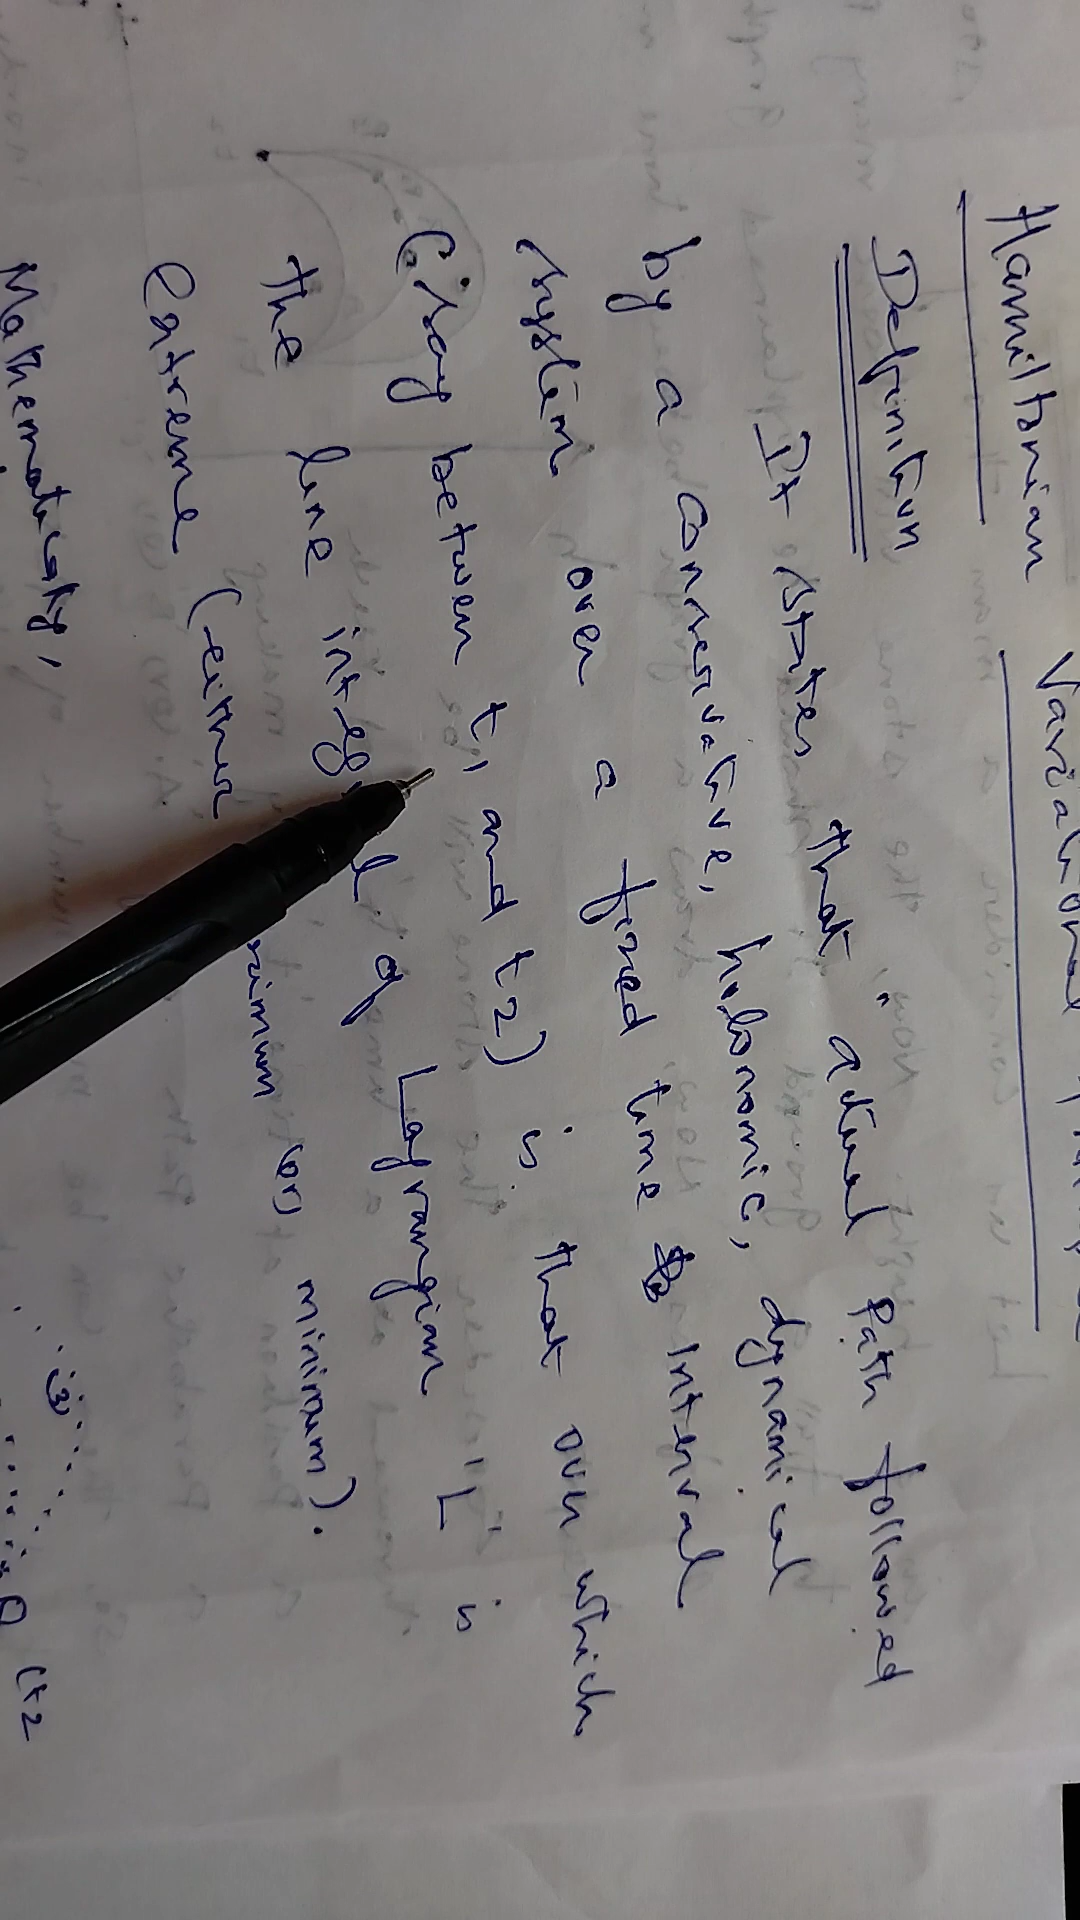 Hamiltonian Variational
Definition
It states that " actual Path followed
by a conservative, holonomic, dynamical
system over a fixed time Interval
(say between t1 and t2) is that over which
the line integral of Lagrangian L is
extreme (either or minimum).
Mathematically,
(t2